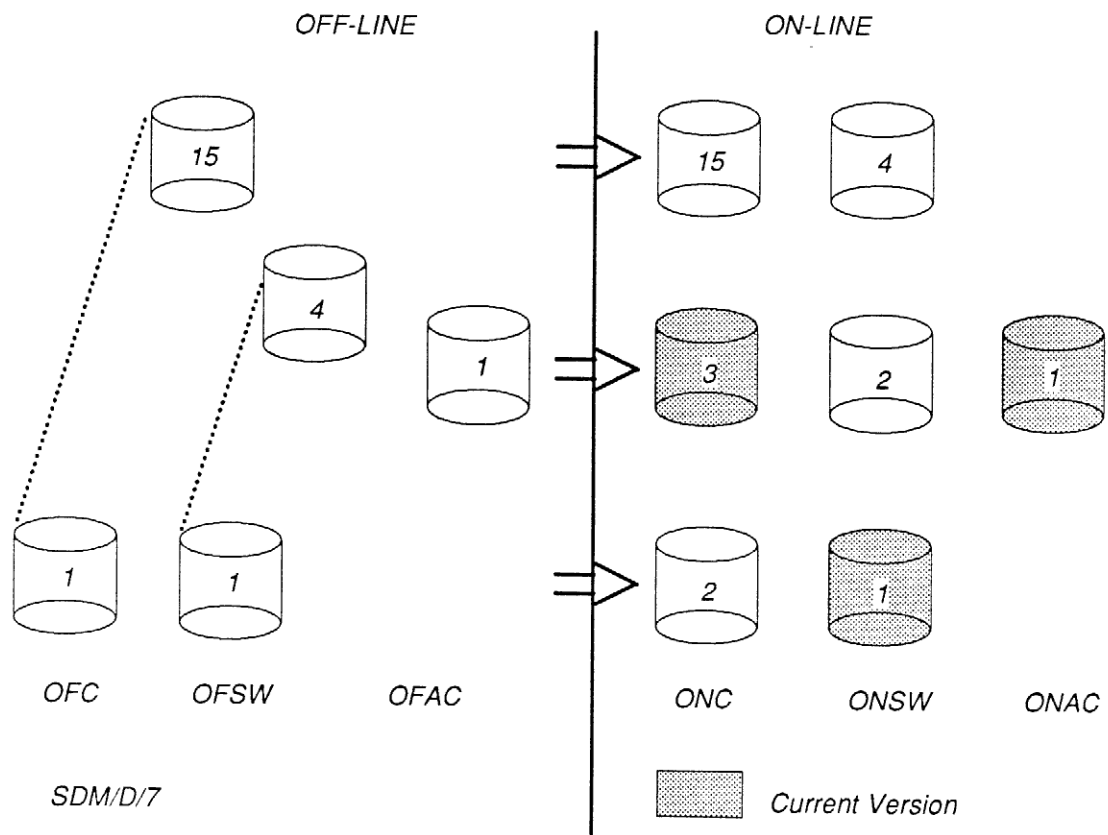 OFF-LINE ON-LINE
15 15 4
4
1 3 2 1
1 1 2 1
OFC OFSW OFAC ONC ONSW ONAC
SDM/D/7 Current Version